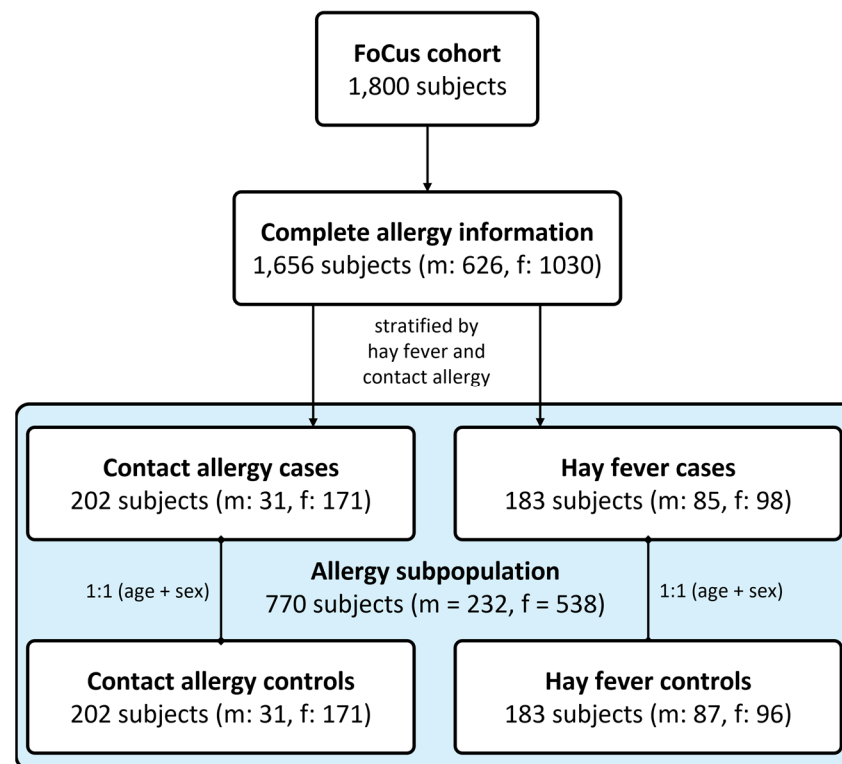 FoCus cohort
1,800 subjects
Complete allergy information
1,656 subjects (m: 626, f: 1030)
stratified by
hay fever and
contact allergy
Contact allergy cases
202 subjects (m: 31, f: 171)
Hay fever cases
183 subjects (m: 85, f: 98)
1:1 (age + sex)
Allergy subpopulation
770 subjects (m = 232, f = 538)
1:1 (age + sex)
Contact allergy controls
202 subjects (m: 31, f: 171)
Hay fever controls
183 subjects (m: 87, f: 96)